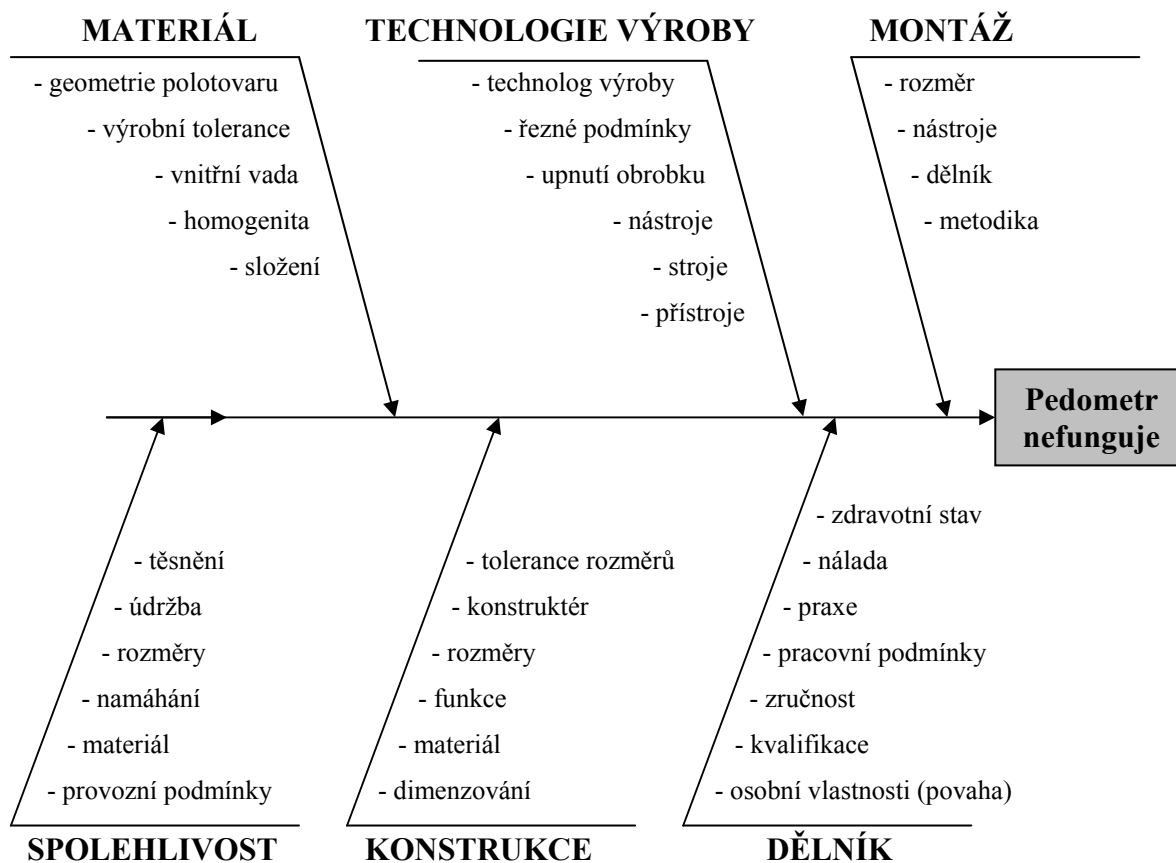 MATERIÁL
- geometrie polotovaru
- výrobní tolerance
- vnitřní vada
- homogenita
- složení
TECHNOLOGIE VÝROBY
- technolog výroby
- řezné podmínky
- upnutí obrobku
- nástroje
- stroje
- přístroje
MONTÁŽ
- rozměr
- nástroje
- dělník
- metodika
Pedometr
nefunguje
- těsnění
- údržba
- rozměry
- namáhání
- materiál
- provozní podmínky
SPOLEHLIVOST
- tolerance rozměrů
- konstruktér
- rozměry
- funkce
- materiál
- dimenzování
KONSTRUKCE
- zdravotní stav
- nálada
- praxe
- pracovní podmínky
- zručnost
- kvalifikace
- osobní vlastnosti (povaha)
DĚLNÍK